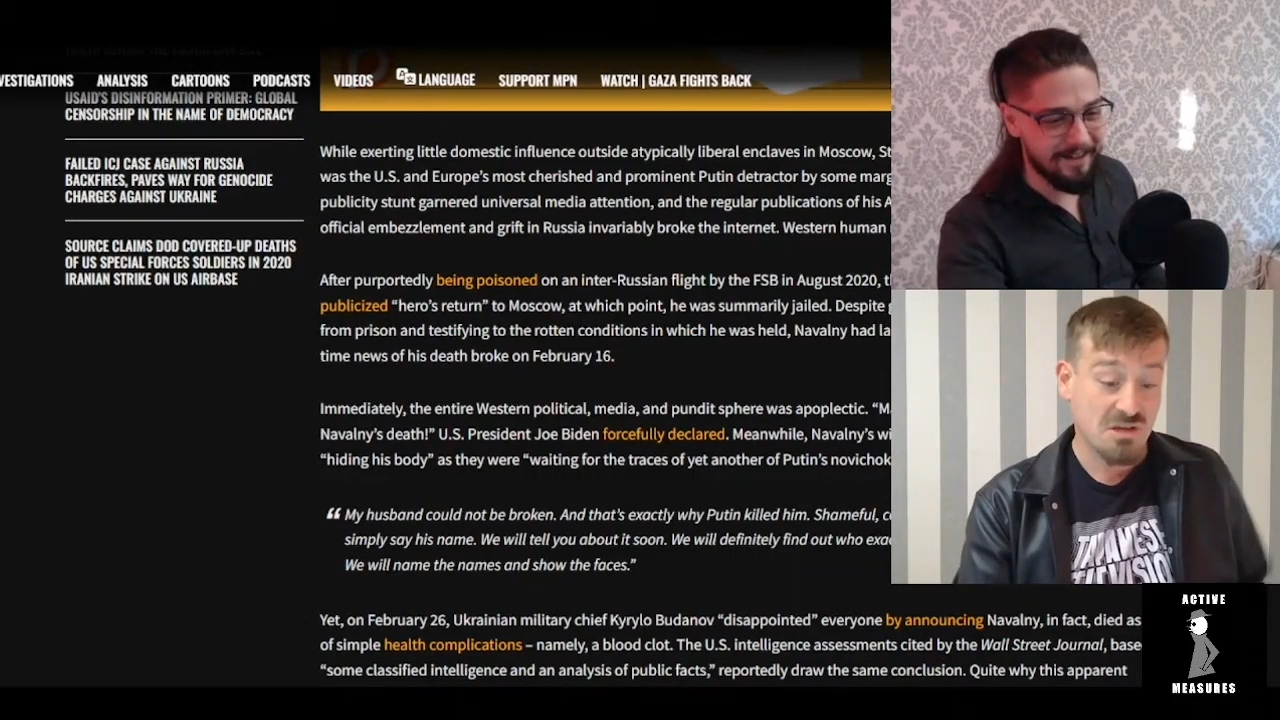 VESTIGATIONS ANALYSIS CARTOONS PODCASTS VIDEOS LANGUAGE SUPPORT MPN WATCH | GAZA FIGHTS BACK
USAID'S DISINFORMATION PRIMER: GLOBAL
CENSORSHIP IN THE NAME OF DEMOCRACY
FAILED ICJ CASE AGAINST RUSSIA
BACKFIRES, PAVES WAY FOR GENOCIDE
CHARGES AGAINST UKRAINE
SOURCE CLAIMS DOD COVERED-UP DEATHS
OF US SPECIAL FORCES SOLDIERS IN 2020
IRANIAN STRIKE ON US AIRBASE
While exerting little domestic influence outside atypically liberal enclaves in Moscow, St
was the U.S. and Europe's most cherished and prominent Putin detractor by some marg
publicity stunt garnered universal media attention, and the regular publications of his A
official embezzlement and grift in Russia invariably broke the internet. Western human
After purportedly being poisoned on an inter-Russian flight by the FSB in August 2020, th
publicized “hero's return” to Moscow, at which point, he was summarily jailed. Despite g
from prison and testifying to the rotten conditions in which he was held, Navalny had la
time news of his death broke on February 16.
Immediately, the entire Western political, media, and pundit sphere was apoplectic. “Ma
Navalny's death!” U.S. President Joe Biden forcefully declared. Meanwhile, Navalny's wi
“hiding his body” as they were “waiting for the traces of yet another of Putin's novichok
“ My husband could not be broken. And that's exactly why Putin killed him. Shameful, c
simply say his name. We will tell you about it soon. We will definitely find out who exac
We will name the names and show the faces.”
Yet, on February 26, Ukrainian military chief Kyrylo Budanov “disappointed” everyone by announcing Navalny, in fact, died as
of simple health complications – namely, a blood clot. The U.S. intelligence assessments cited by the Wall Street Journal, base
“some classified intelligence and an analysis of public facts,” reportedly draw the same conclusion. Quite why this apparent
ACTIVE
MEASURES